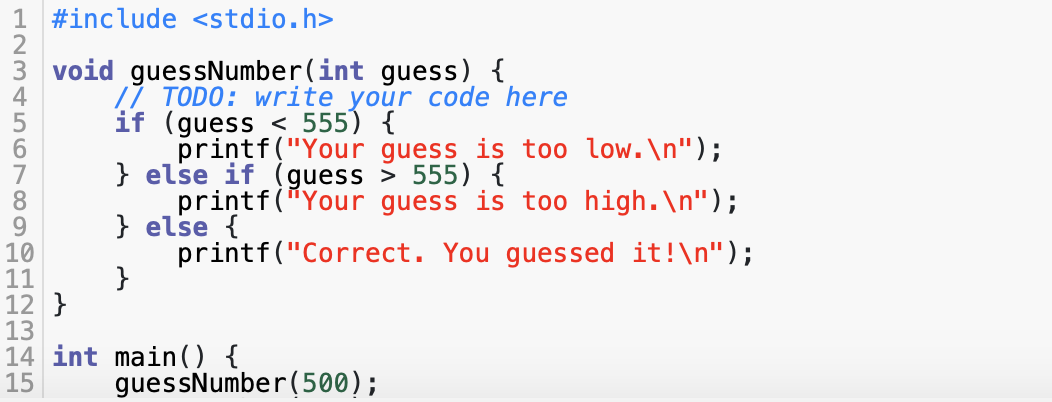 1 #include <stdio.h>
2
3 void guessNumber(int guess) {
4     // TODO: write your code here
5     if (guess < 555) {
6         printf("Your guess is too low.\n");
7     } else if (guess > 555) {
8         printf("Your guess is too high.\n");
9     } else {
10         printf("Correct. You guessed it!\n");
11     }
12 }
13
14 int main() {
15     guessNumber(500);